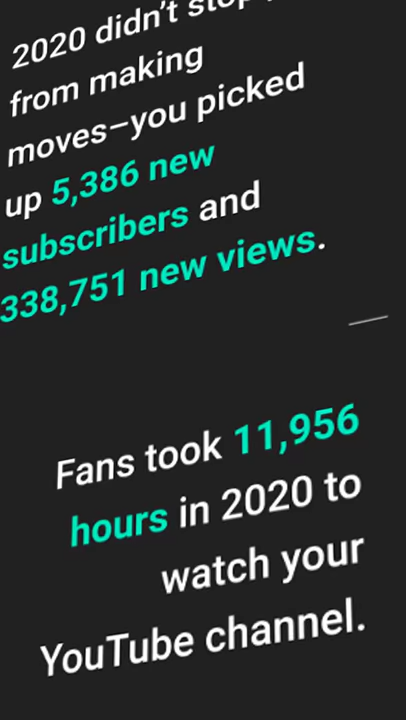 2020 didn't stop
from making
moves—you picked
up 5,386 new
subscribers and
338,751 new views.
Fans took 11,956
hours in 2020 to
watch your
YouTube channel.